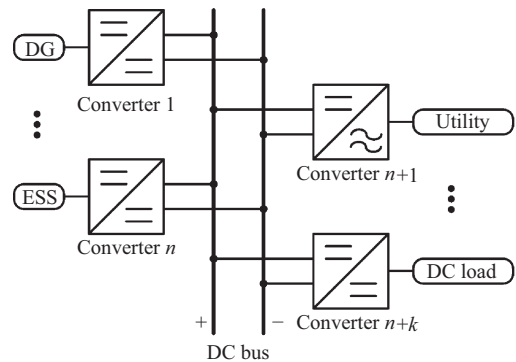 DG
Converter 1
Utility
Converter n+1
ESS
Converter n
DC load
Converter n+k
+ −
DC bus